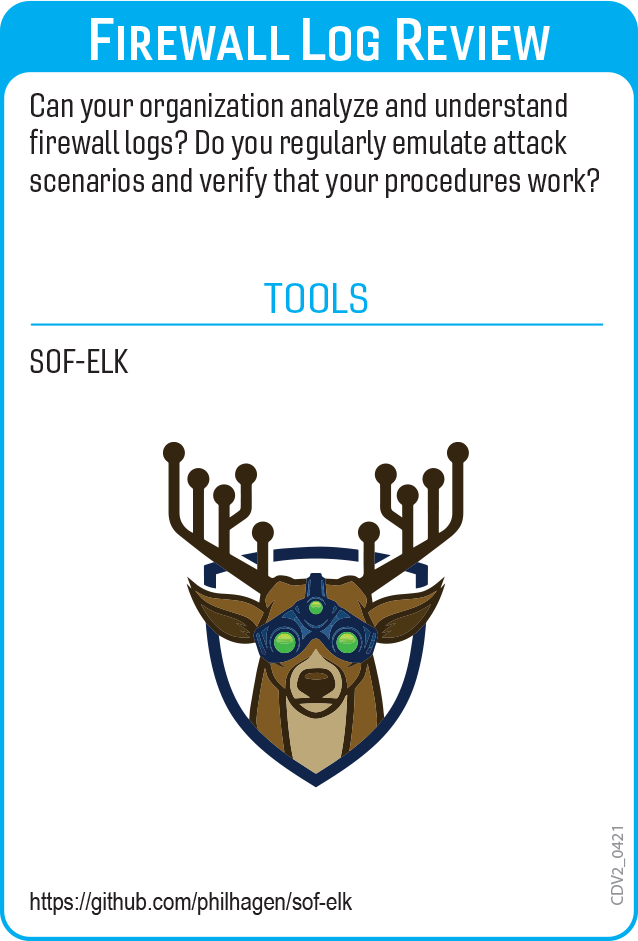 Firewall Log Review
Can your organization analyze and understand
firewall logs? Do you regularly emulate attack
scenarios and verify that your procedures work?
TOOLS
SOF-ELK
https://github.com/philhagen/sof-elk
CDV2_0421